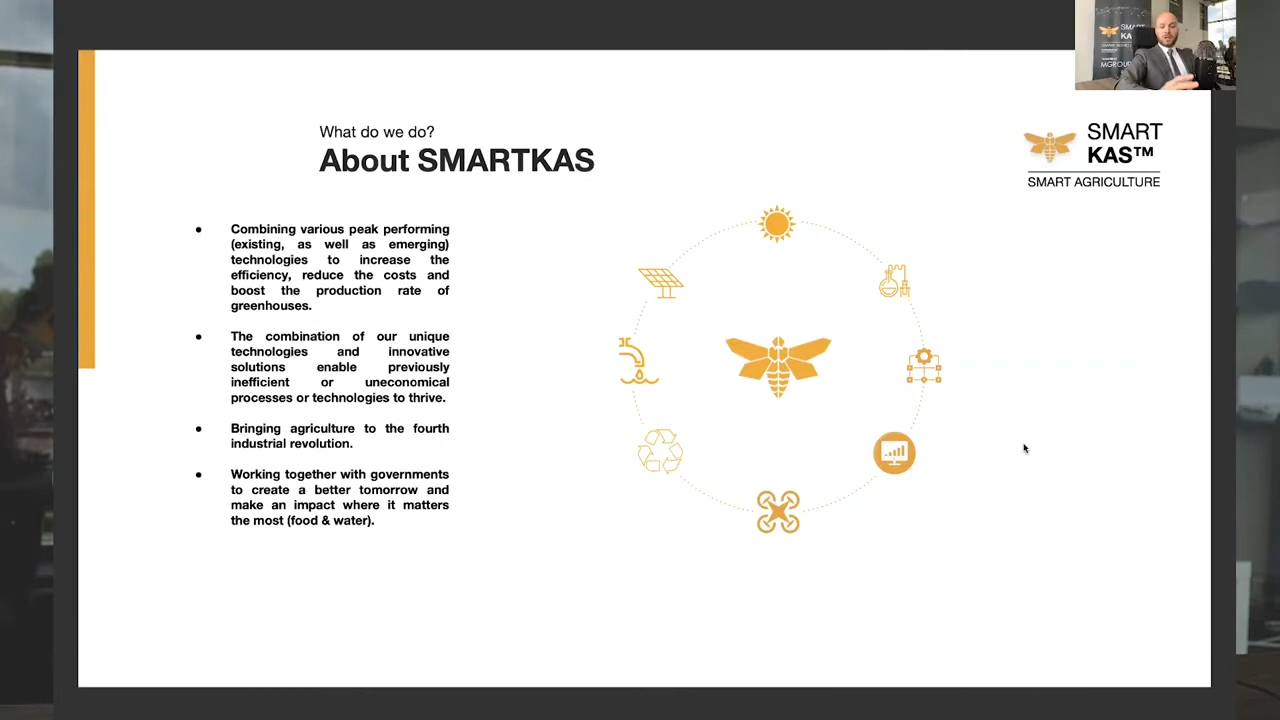 SMART
KA
MGROUP
What do we do?
About SMARTKAS
SMART
KAS™
SMART AGRICULTURE
● Combining various peak performing
(existing, as well as emerging)
technologies to increase the
efficiency, reduce the costs and
boost the production rate of
greenhouses.
● The combination of our unique
technologies and innovative
solutions enable previously
inefficient or uneconomical
processes or technologies to thrive.
● Bringing agriculture to the fourth
industrial revolution.
● Working together with governments
to create a better tomorrow and
make an impact where it matters
the most (food & water).